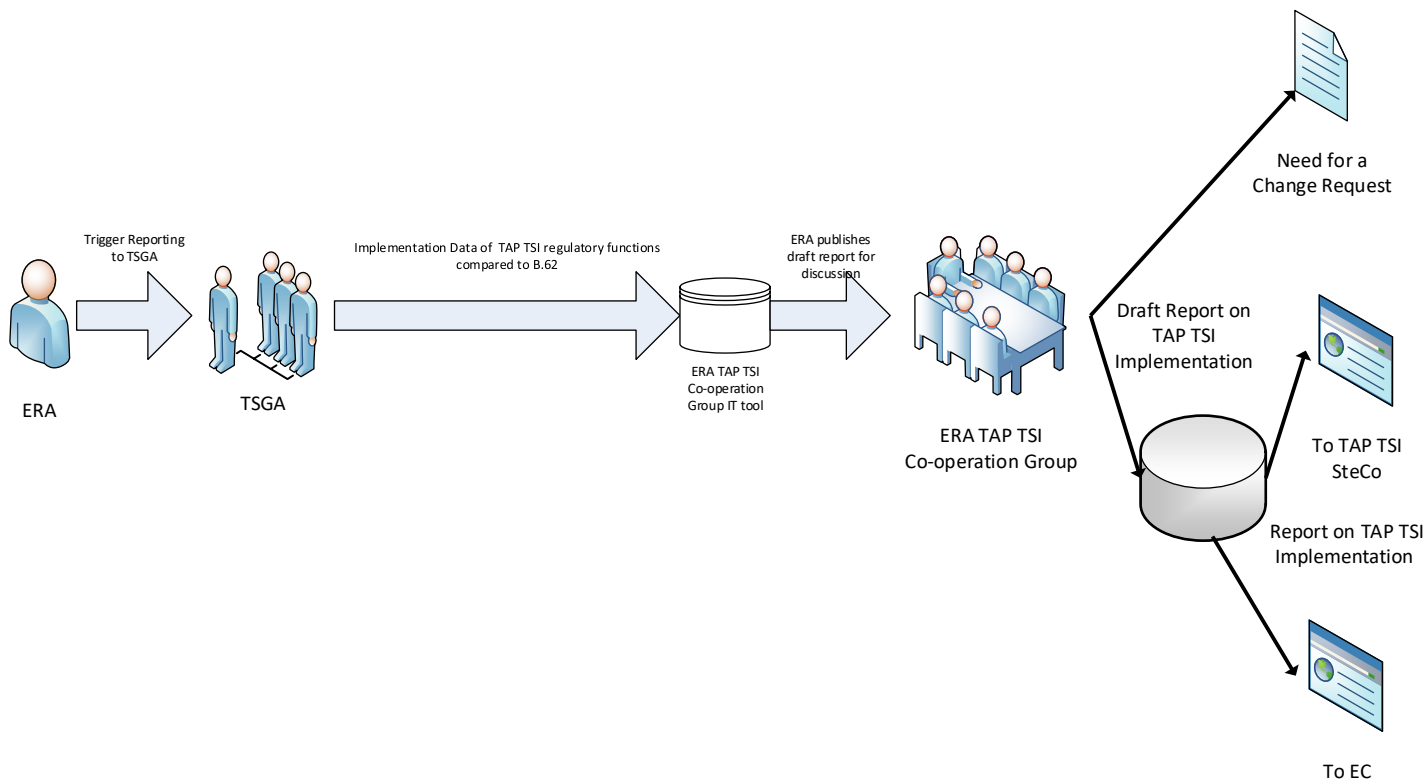 Need for a
Change Request
Trigger Reporting
to TSGA
Implementation Data of TAP TSI regulatory functions
compared to B.62
ERA publishes
draft report for
discussion
ERA
TSGA
ERA TAP TSI
Co-operation
Group IT tool
ERA TAP TSI
Co-operation Group
Draft Report on
TAP TSI
Implementation
To TAP TSI
SteCo
Report on TAP TSI
Implementation
To EC